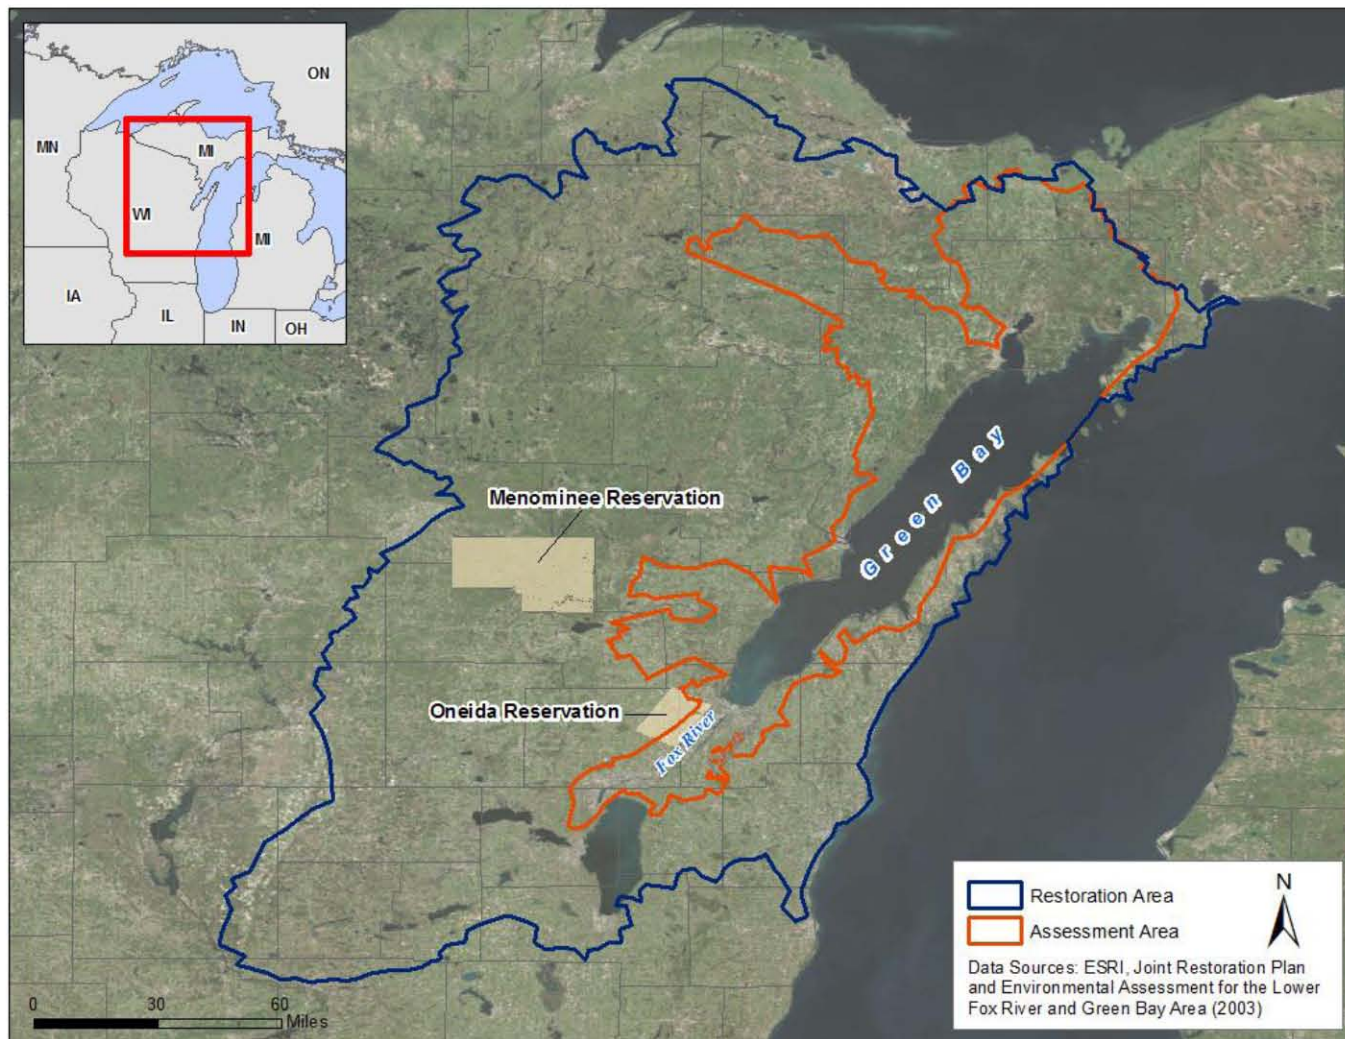 ON
MN
MI
WI
MI
IA
IL
IN
OH
Green Bay
Menominee Reservation
Oneida Reservation
Fox River
N
Restoration Area
Assessment Area
Data Sources: ESRI, Joint Restoration Plan
and Environmental Assessment for the Lower
Fox River and Green Bay Area (2003)
0 30 60
Miles